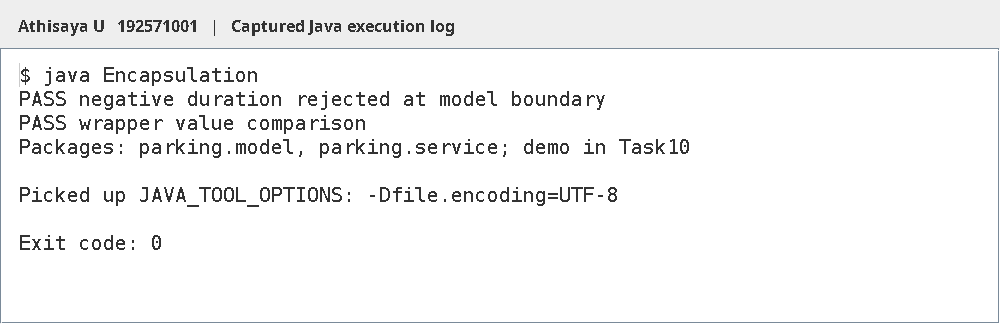 Athisaya U 192571001 | Captured Java execution log
$ java Encapsulation
PASS negative duration rejected at model boundary
PASS wrapper value comparison
Packages: parking.model, parking.service; demo in Task10
Picked up JAVA_TOOL_OPTIONS: -Dfile.encoding=UTF-8
Exit code: 0